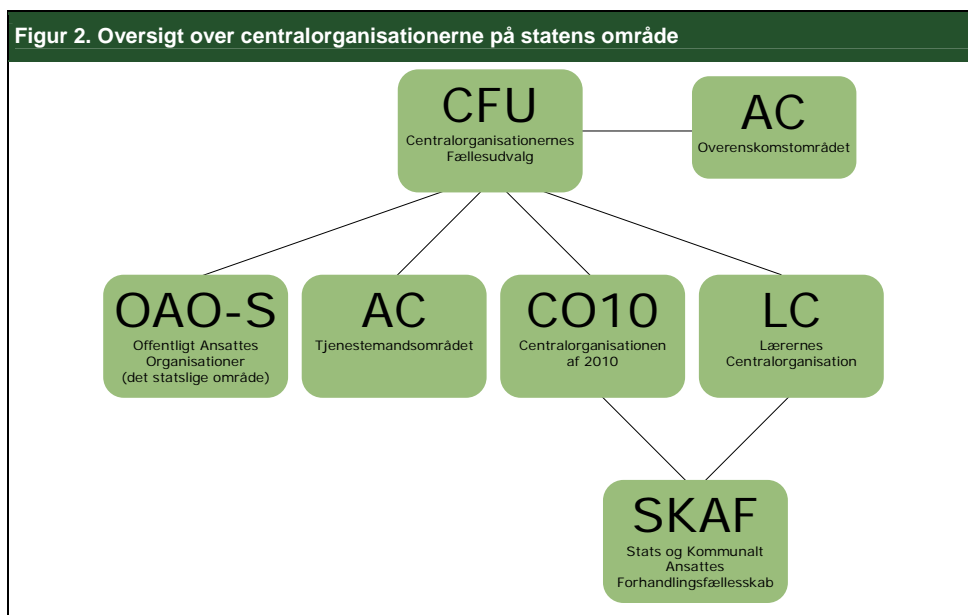 Figur 2. Oversigt over centralorganisationerne på statens område
CFU
Centralorganisationernes
Fællesudvalg
AC
Overenskomstområdet
OAO-S
Offentligt Ansattes
Organisationer
(det statslige område)
AC
Tjenestemandsområdet
CO10
Centralorganisationen
af 2010
LC
Lærernes
Centralorganisation
SKAF
Stats og Kommunalt
Ansattes
Forhandlingsfællesskab